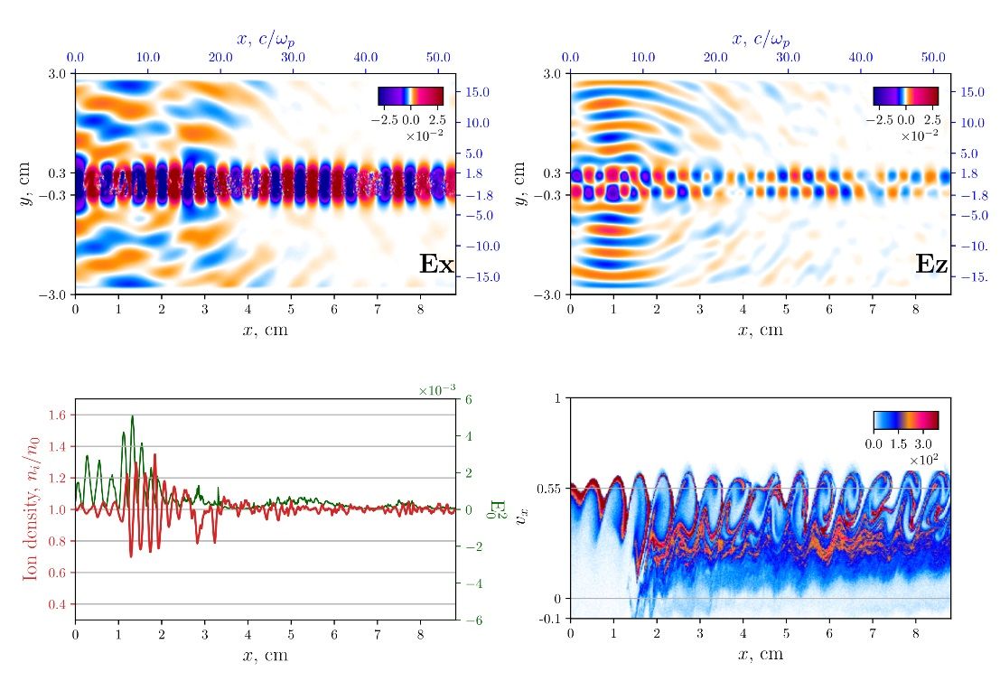 x, c/ωp
0.0 10.0 20.0 30.0 40.0 50.0
3.0
0.3
−0.3
−3.0
y, cm
−2.5 0.0 2.5
×10−2
15.0
10.0
5.0
1.8
−1.8
−5.0
−10.0
−15.0
Ex
0 1 2 3 4 5 6 7 8
x, cm
x, c/ωp
0.0 10.0 20.0 30.0 40.0 50.0
3.0
0.3
−0.3
−3.0
y, cm
−2.5 0.0 2.5
×10−2
15.0
10.0
5.0
1.8
−1.8
−5.0
−10.
−15.
Ez
0 1 2 3 4 5 6 7 8
x, cm
×10−3
Ion density, ni/n0
1.6
1.4
1.2
1.0
0.8
0.6
0.4
6
4
2
0
−2
−4
−6
E20
0 1 2 3 4 5 6 7 8
x, cm
1
0.55
0
-0.1
vx
0.0 1.5 3.0
×102
0 1 2 3 4 5 6 7 8
x, cm